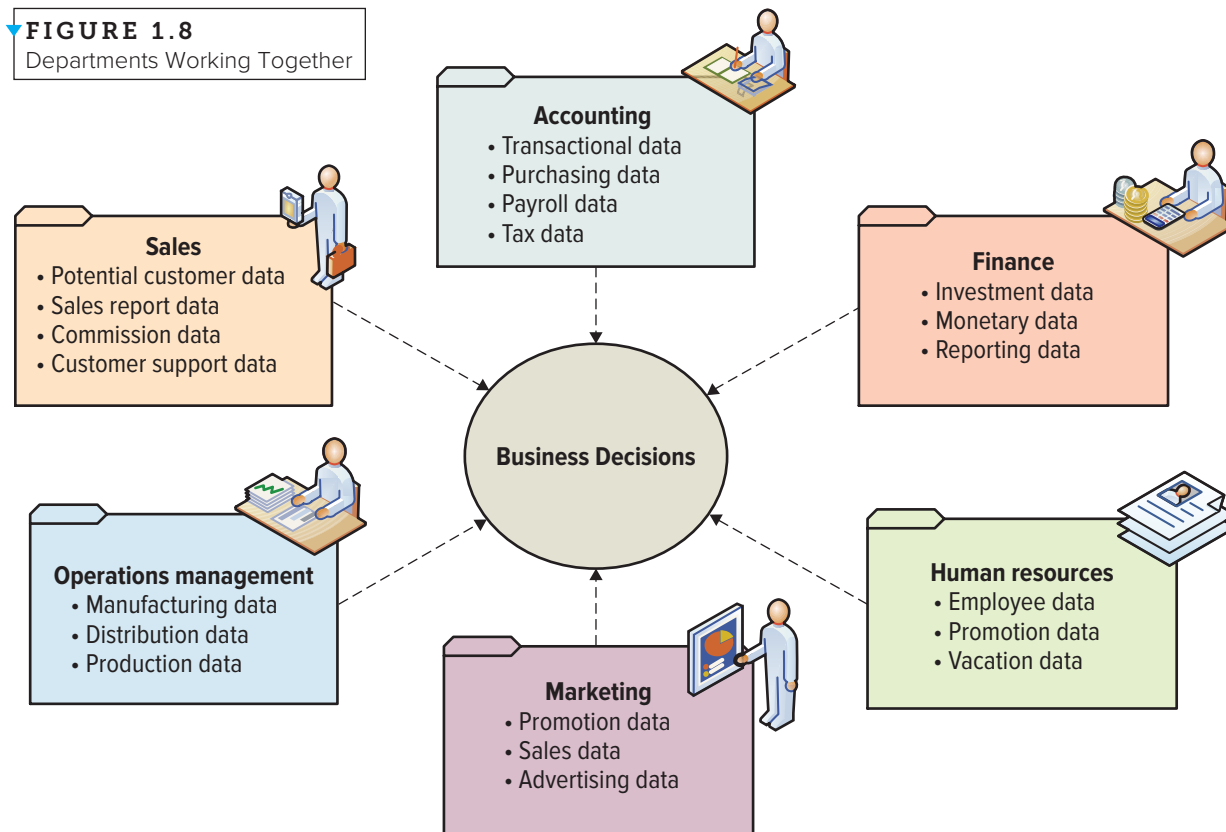 FIGURE 1.8
Departments Working Together
Accounting
• Transactional data
• Purchasing data
• Payroll data
• Tax data
Sales
• Potential customer data
• Sales report data
• Commission data
• Customer support data
Finance
• Investment data
• Monetary data
• Reporting data
Business Decisions
Operations management
• Manufacturing data
• Distribution data
• Production data
Human resources
• Employee data
• Promotion data
• Vacation data
Marketing
• Promotion data
• Sales data
• Advertising data